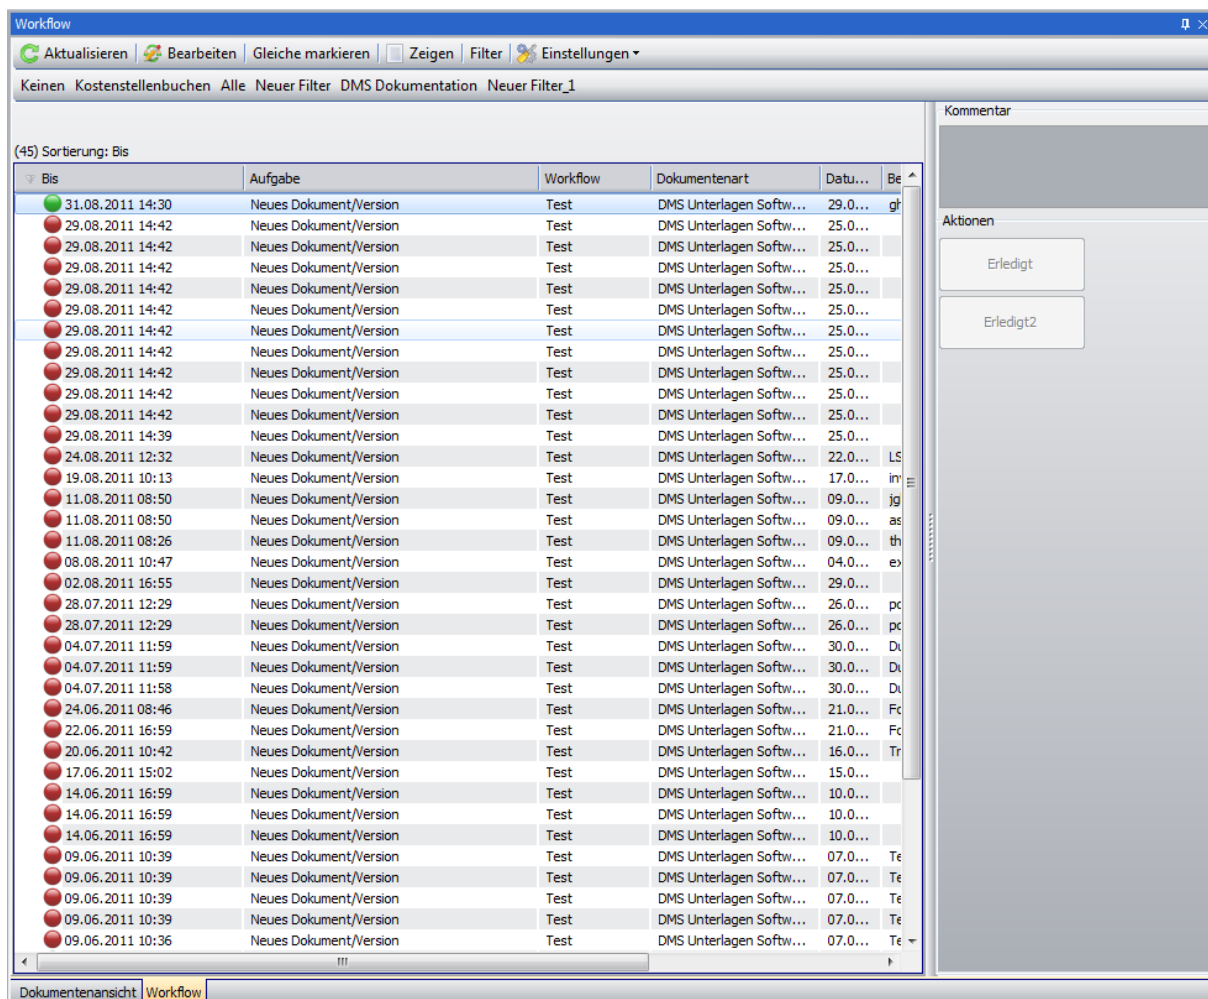 Workflow
Aktualisieren Bearbeiten Gleiche markieren Zeigen Filter Einstellungen
Keinen Kostenstellenbuchen Alle Neuer Filter DMS Dokumentation Neuer Filter_1
Kommentar
(45) Sortierung: Bis
Bis Aufgabe Workflow Dokumentenart Datu... Be
31.08.2011 14:30 Neues Dokument/Version Test DMS Unterlagen Softw... 29.0... gh
29.08.2011 14:42 Neues Dokument/Version Test DMS Unterlagen Softw... 25.0...
29.08.2011 14:42 Neues Dokument/Version Test DMS Unterlagen Softw... 25.0...
29.08.2011 14:42 Neues Dokument/Version Test DMS Unterlagen Softw... 25.0...
29.08.2011 14:42 Neues Dokument/Version Test DMS Unterlagen Softw... 25.0...
29.08.2011 14:42 Neues Dokument/Version Test DMS Unterlagen Softw... 25.0...
29.08.2011 14:42 Neues Dokument/Version Test DMS Unterlagen Softw... 25.0...
29.08.2011 14:42 Neues Dokument/Version Test DMS Unterlagen Softw... 25.0...
29.08.2011 14:42 Neues Dokument/Version Test DMS Unterlagen Softw... 25.0...
29.08.2011 14:42 Neues Dokument/Version Test DMS Unterlagen Softw... 25.0...
29.08.2011 14:42 Neues Dokument/Version Test DMS Unterlagen Softw... 25.0...
29.08.2011 14:39 Neues Dokument/Version Test DMS Unterlagen Softw... 25.0...
24.08.2011 12:32 Neues Dokument/Version Test DMS Unterlagen Softw... 22.0... LS
19.08.2011 10:13 Neues Dokument/Version Test DMS Unterlagen Softw... 17.0... in
11.08.2011 08:50 Neues Dokument/Version Test DMS Unterlagen Softw... 09.0... jg
11.08.2011 08:50 Neues Dokument/Version Test DMS Unterlagen Softw... 09.0... as
11.08.2011 08:26 Neues Dokument/Version Test DMS Unterlagen Softw... 09.0... th
08.08.2011 10:47 Neues Dokument/Version Test DMS Unterlagen Softw... 04.0... ex
02.08.2011 16:55 Neues Dokument/Version Test DMS Unterlagen Softw... 29.0...
28.07.2011 12:29 Neues Dokument/Version Test DMS Unterlagen Softw... 26.0... po
28.07.2011 12:29 Neues Dokument/Version Test DMS Unterlagen Softw... 26.0... po
04.07.2011 11:59 Neues Dokument/Version Test DMS Unterlagen Softw... 30.0... Du
04.07.2011 11:59 Neues Dokument/Version Test DMS Unterlagen Softw... 30.0... Du
04.07.2011 11:58 Neues Dokument/Version Test DMS Unterlagen Softw... 30.0... Du
24.06.2011 08:46 Neues Dokument/Version Test DMS Unterlagen Softw... 21.0... Fo
22.06.2011 16:59 Neues Dokument/Version Test DMS Unterlagen Softw... 21.0... Fo
20.06.2011 10:42 Neues Dokument/Version Test DMS Unterlagen Softw... 16.0... Tr
17.06.2011 15:02 Neues Dokument/Version Test DMS Unterlagen Softw... 15.0...
14.06.2011 16:59 Neues Dokument/Version Test DMS Unterlagen Softw... 10.0...
14.06.2011 16:59 Neues Dokument/Version Test DMS Unterlagen Softw... 10.0...
14.06.2011 16:59 Neues Dokument/Version Test DMS Unterlagen Softw... 10.0...
09.06.2011 10:39 Neues Dokument/Version Test DMS Unterlagen Softw... 07.0... Te
09.06.2011 10:39 Neues Dokument/Version Test DMS Unterlagen Softw... 07.0... Te
09.06.2011 10:39 Neues Dokument/Version Test DMS Unterlagen Softw... 07.0... Te
09.06.2011 10:39 Neues Dokument/Version Test DMS Unterlagen Softw... 07.0... Te
09.06.2011 10:36 Neues Dokument/Version Test DMS Unterlagen Softw... 07.0... Te
Aktionen
Erledigt
Erledigt2
Dokumentenansicht Workflow